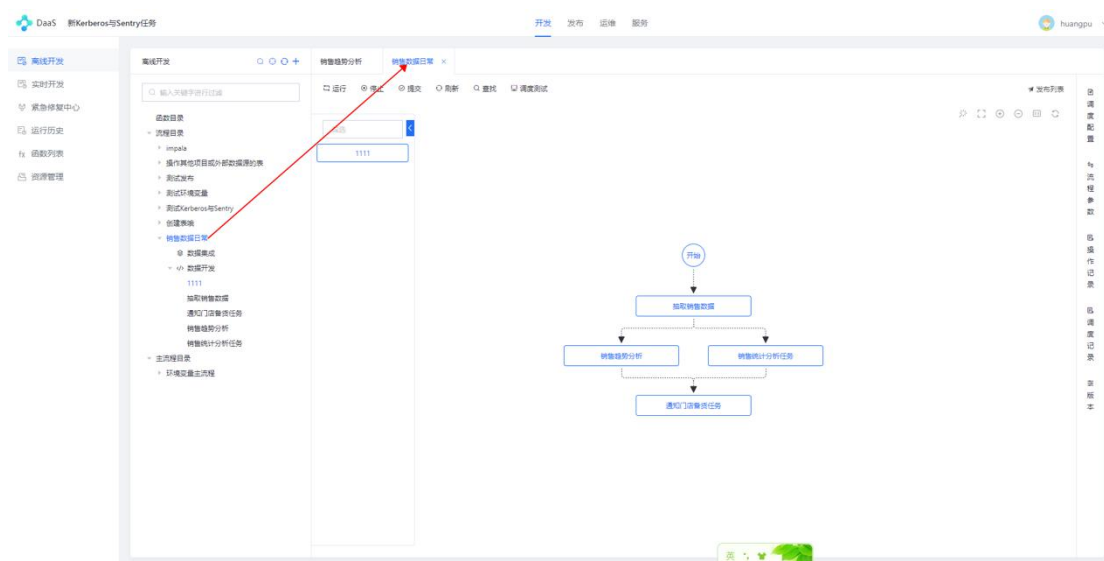 DaaS 新Kerberos与Sentry任务
开发 发布 运维 服务
huangpu
离线开发
实时开发
紧急修复中心
运行历史
fx 函数列表
资源管理
离线开发
输入关键字进行过滤
函数目录
流程目录
impala
操作其他项目或外部数据源的表
测试发布
测试环境变量
测试Kerberos与Sentry
创建表哦
销售数据日常
数据集成
数据开发
1111
抽取销售数据
通知门店备货任务
销售趋势分析
销售统计分析任务
主流程目录
环境变量主流程
销售趋势分析 销售数据日常
运行 停止 提交 刷新 查找 调度测试
发布列表
1111
开始
抽取销售数据
销售趋势分析 销售统计分析任务
通知门店备货任务
调度配置
流程参数
操作记录
调度记录
版本
英